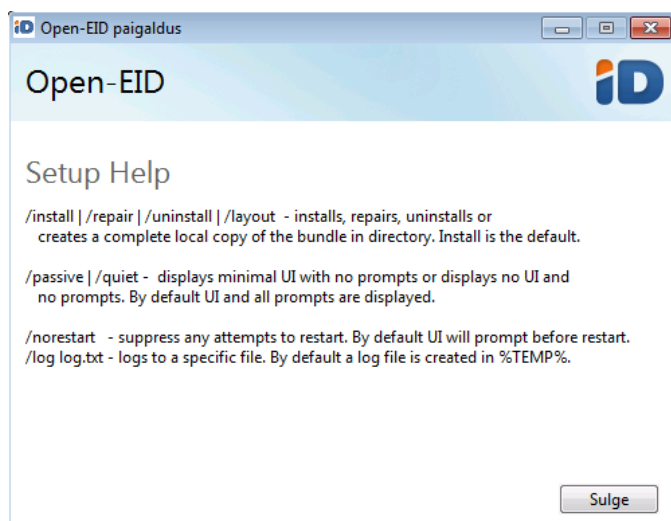 iD Open-EID paigaldus
Open-EID
iD
Setup Help
/install | /repair | /uninstall | /layout - installs, repairs, uninstalls or
creates a complete local copy of the bundle in directory. Install is the default.
/passive | /quiet - displays minimal UI with no prompts or displays no UI and
no prompts. By default UI and all prompts are displayed.
/norestart - suppress any attempts to restart. By default UI will prompt before restart.
/log log.txt - logs to a specific file. By default a log file is created in %TEMP%.
Sulge